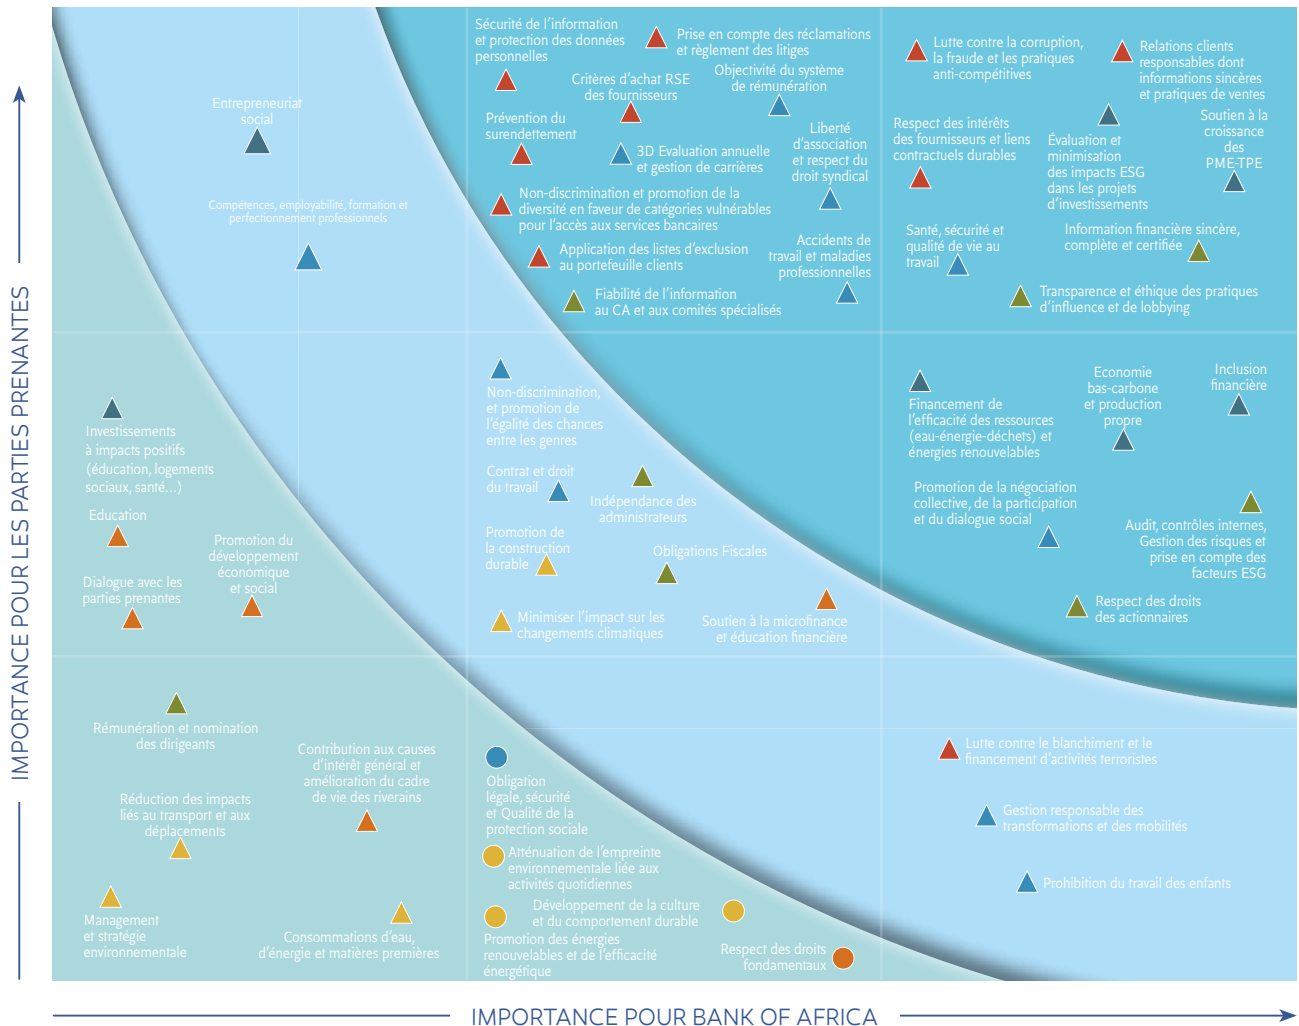 IMPORTANCE POUR LES PARTIES PRENANTES
Entrepreneuriat
social
Compétences, employabilité, formation et
perfectionnement professionnels
Sécurité de l’information
et protection des données
personnelles
Prise en compte des réclamations
et règlement des litiges
Critères d’achat RSE
des fournisseurs
Objectivité du système
de rémunération
Prévention du
surendettement
3D Evaluation annuelle
et gestion de carrières
Liberté
d’association
et respect du
droit syndical
Non-discrimination et promotion de la
diversité en faveur de catégories vulnérables
pour l’accès aux services bancaires
Application des listes d’exclusion
au portefeuille clients
Accidents de
travail et maladies
professionnelles
Fiabilité de l’information
au CA et aux comités spécialisés
Lutte contre la corruption,
la fraude et les pratiques
anti-compétitives
Relations clients
responsables dont
informations sincères
et pratiques de ventes
Respect des intérêts
des fournisseurs et liens
contractuels durables
Évaluation et
minimisation
des impacts ESG
dans les projets
d’investissements
Soutien à la
croissance
des
PME-TPE
Santé, sécurité et
qualité de vie au
travail
Information financière sincère,
complète et certifiée
Transparence et éthique des pratiques
d’influence et de lobbying
Investissements
à impacts positifs
(éducation, logements
sociaux, santé...)
Education
Promotion du
développement
économique
et social
Dialogue avec les
parties prenantes
Non-discrimination,
et promotion de
l’égalité des chances
entre les genres
Contrat et droit
du travail
Indépendance des
administrateurs
Promotion de
la construction
durable
Obligations Fiscales
Minimiser l’impact sur les
changements climatiques
Soutien à la microfinance
et éducation financière
Financement de
l’efficacité des ressources
(eau-énergie-déchets) et
énergies renouvelables
Economie
bas-carbone
et production
propre
Inclusion
financière
Promotion de la négociation
collective, de la participation
et du dialogue social
Audit, contrôles internes,
Gestion des risques et
prise en compte des
facteurs ESG
Respect des droits
des actionnaires
Rémunération et nomination
des dirigeants
Contribution aux causes
d’intérêt général et
amélioration du cadre
de vie des riverains
Réduction des impacts
liés au transport et aux
déplacements
Management
et stratégie
environnementale
Consommations d’eau,
d’énergie et matières premières
Obligation
légale, sécurité
et Qualité de la
protection sociale
Atténuation de l’empreinte
environnementale liée aux
activités quotidiennes
Développement de la culture
et du comportement durable
Promotion des énergies
renouvelables et de l’efficacité
énergétique
Respect des droits
fondamentaux
Lutte contre le blanchiment et le
financement d’activités terroristes
Gestion responsable des
transformations et des mobilités
Prohibition du travail des enfants
IMPORTANCE POUR BANK OF AFRICA